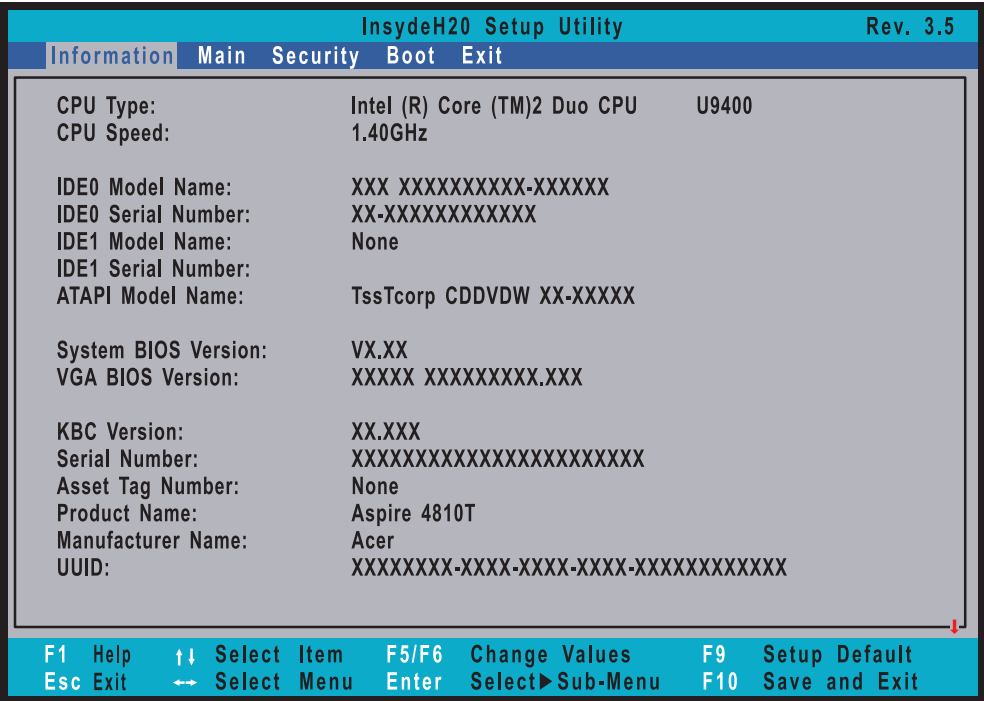 InsydeH20 Setup Utility Rev. 3.5
Information Main Security Boot Exit
CPU Type: Intel (R) Core (TM)2 Duo CPU U9400
CPU Speed: 1.40GHz
IDE0 Model Name: XXX XXXXXXXXXX-XXXXXX
IDE0 Serial Number: XX-XXXXXXXXXXXX
IDE1 Model Name: None
IDE1 Serial Number:
ATAPI Model Name: TssTcorp CDDVDW XX-XXXXX
System BIOS Version: VX.XX
VGA BIOS Version: XXXXX XXXXXXXXX.XXX
KBC Version: XX.XXX
Serial Number: XXXXXXXXXXXXXXXXXXXXXXX
Asset Tag Number: None
Product Name: Aspire 4810T
Manufacturer Name: Acer
UUID: XXXXXXXX-XXXX-XXXX-XXXX-XXXXXXXXXXXX
F1 Help ↑↓ Select Item F5/F6 Change Values F9 Setup Default
Esc Exit ←→ Select Menu Enter Select▶Sub-Menu F10 Save and Exit